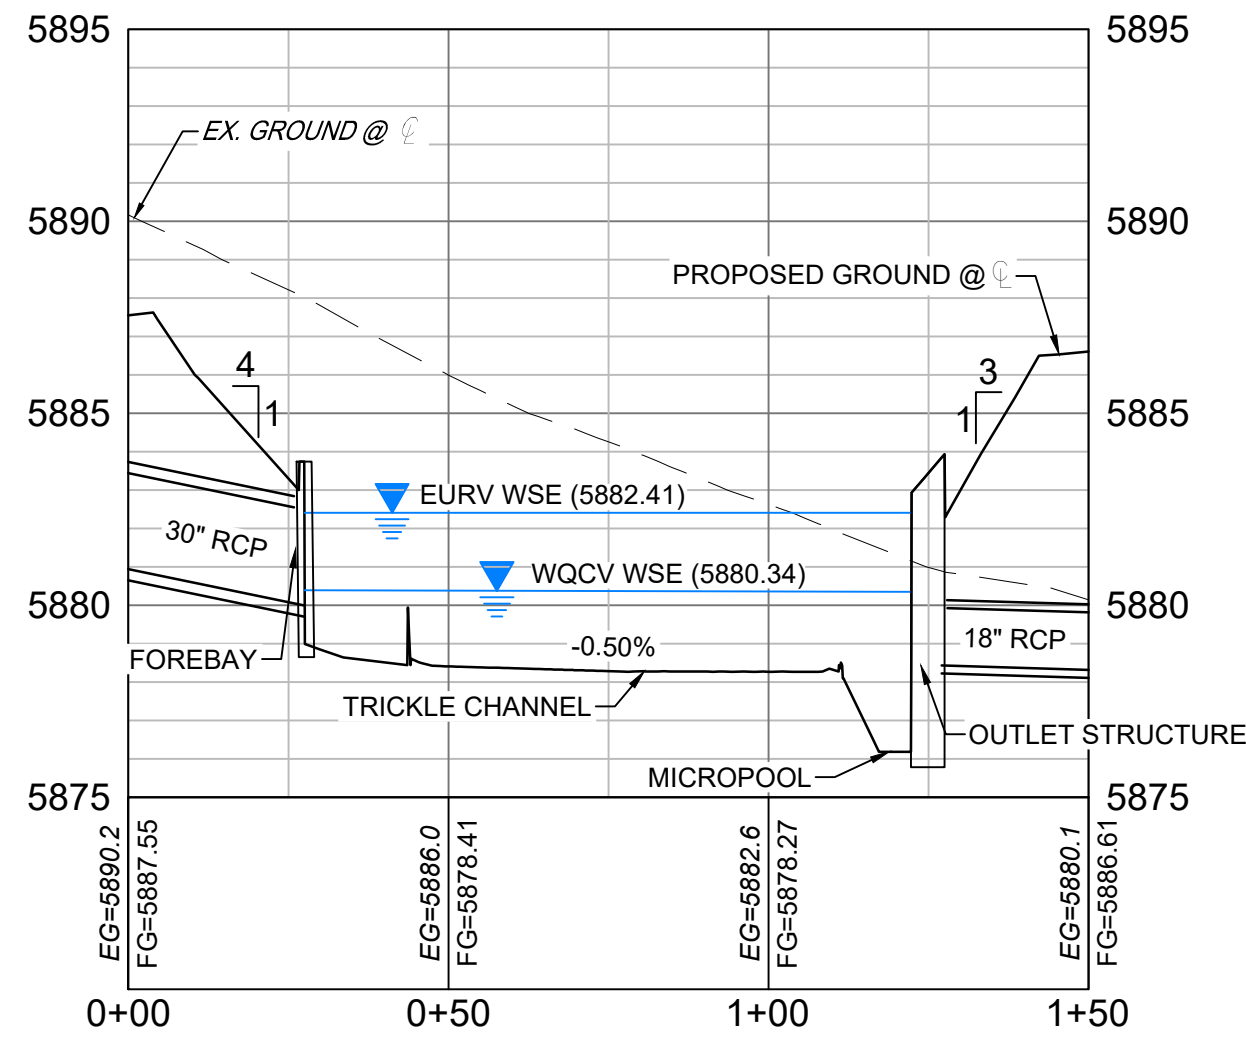 5895
5895
EX. GROUND @ ℄
5890
5890
PROPOSED GROUND @ ℄
4
1
3
1
5885
5885
EURV WSE (5882.41)
30" RCP
WQCV WSE (5880.34)
5880
5880
-0.50%
18" RCP
FOREBAY
TRICKLE CHANNEL
OUTLET STRUCTURE
MICROPOOL
5875
5875
EG=5890.2
FG=5887.55
EG=5886.0
FG=5878.41
EG=5882.6
FG=5878.27
EG=5880.1
FG=5886.61
0+00
0+50
1+00
1+50